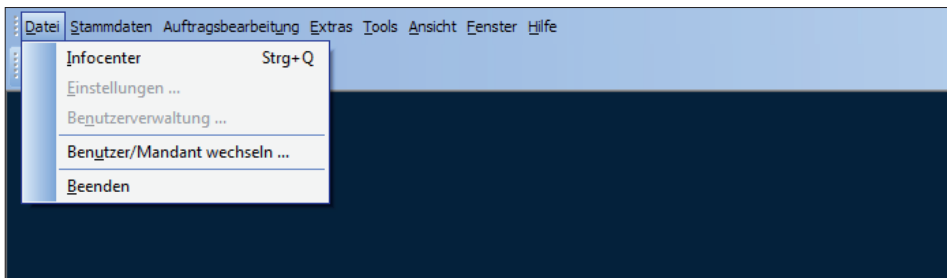 Datei Stammdaten Auftragsbearbeitung Extras Tools Ansicht Fenster Hilfe
Infocenter Strg+Q
Einstellungen ...
Benutzerverwaltung ...
Benutzer/Mandant wechseln ...
Beenden